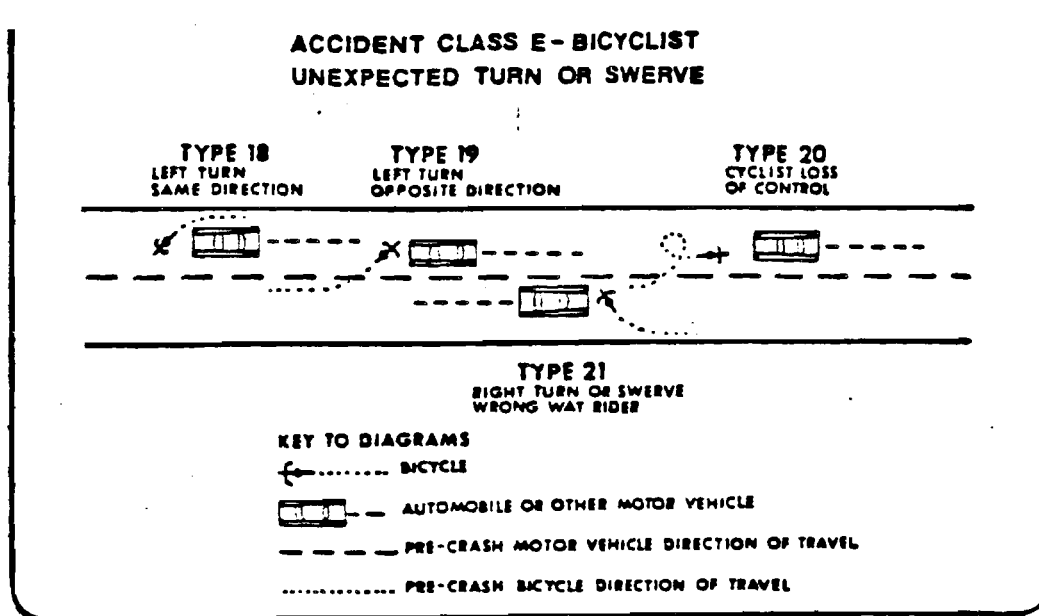 ACCIDENT CLASS E - BICYCLIST
UNEXPECTED TURN OR SWERVE
TYPE 18
LEFT TURN
SAME DIRECTION
TYPE 19
LEFT TURN
OPPOSITE DIRECTION
TYPE 20
CYCLIST LOSS
OF CONTROL
TYPE 21
RIGHT TURN OR SWERVE
WRONG WAT RIDER
KEY TO DIAGRAMS
BICYCLE
AUTOMOBILE OR OTHER MOTOR VEHICLE
PRE-CRASH MOTOR VEHICLE DIRECTION OF TRAVEL
PRE-CRASH BICYCLE DIRECTION OF TRAVEL